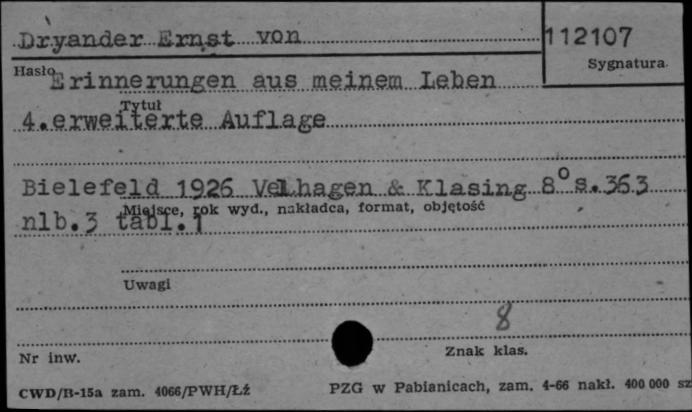 Dryander Ernst von
112107
Hasło
Sygnatura
Erinnerungen aus meinem Leben
Tytuł
4.erweiterte Auflage
Bielefeld 1926 Velhagen & Klasing 8° s.363
Miejsce, rok wyd., nakładca, format, objętość
nlb.3 tabl.1
Uwagi
8
Nr inw.
Znak klas.
CWD/B-15a zam. 4066/PWH/Łź
PZG w Pabianicach, zam. 4-66 nakł. 400 000 sz